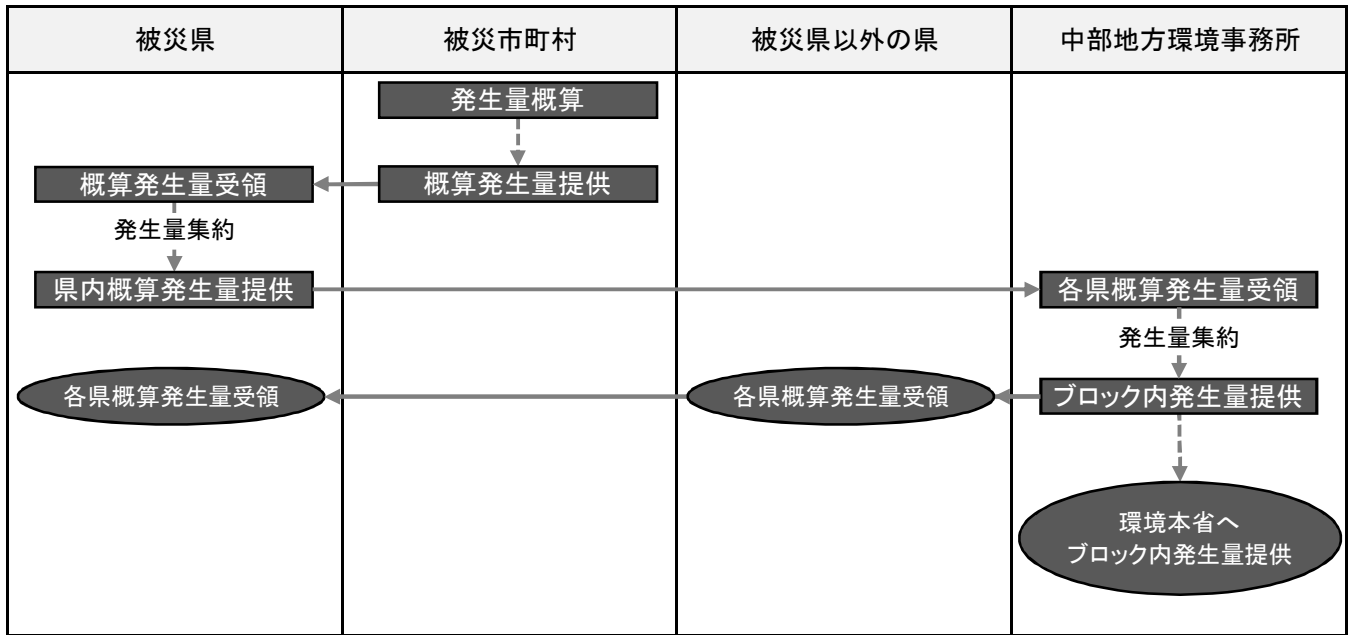 被災県
被災市町村
被災県以外の県
中部地方環境事務所
発生量概算
概算発生量受領
概算発生量提供
発生量集約
県内概算発生量提供
各県概算発生量受領
発生量集約
各県概算発生量受領
各県概算発生量受領
ブロック内発生量提供
環境本省へ
ブロック内発生量提供